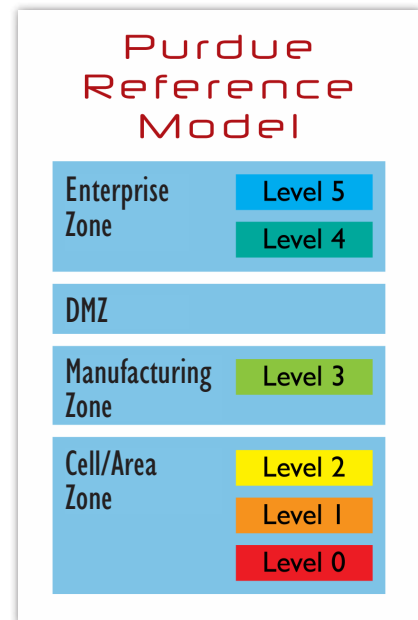 Purdue
Reference
Model
Enterprise
Zone
Level 5
Level 4
DMZ
Manufacturing
Zone
Level 3
Cell/Area
Zone
Level 2
Level 1
Level 0